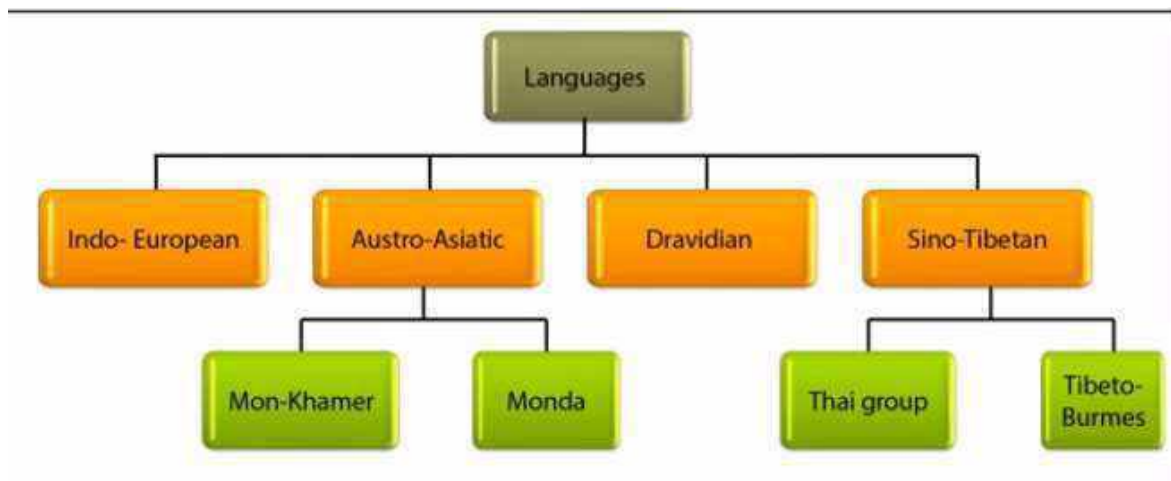 Languages
Indo- European
Austro-Asiatic
Dravidian
Sino-Tibetan
Mon-Khamer
Monda
Thai group
Tibeto-
Burmes